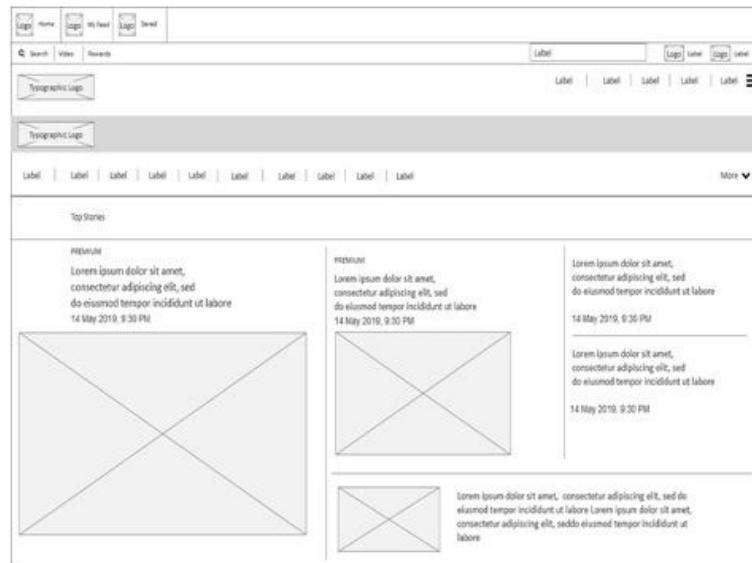 Logo Home Logo My Feed Logo Saved
Search Video Rewards Label Logo Label Logo Label
Typographic Logo Label Label Label Label Label
Typographic Logo
Label Label Label Label Label Label Label Label Label Label More
Top Stories
PREMIUM
Lorem ipsum dolor sit amet,
consectetur adipiscing elit, sed
do eiusmod tempor incididunt ut labore
14 May 2019, 9:30 PM
PREMIUM
Lorem ipsum dolor sit amet,
consectetur adipiscing elit, sed
do eiusmod tempor incididunt ut labore
14 May 2019, 9:30 PM
Lorem ipsum dolor sit amet,
consectetur adipiscing elit, sed
do eiusmod tempor incididunt ut labore
14 May 2019, 9:30 PM
Lorem ipsum dolor sit amet,
consectetur adipiscing elit, sed
do eiusmod tempor incididunt ut labore
14 May 2019, 9:30 PM
Lorem ipsum dolor sit amet, consectetur adipiscing elit, sed do
eiusmod tempor incididunt ut labore Lorem ipsum dolor sit amet,
consectetur adipiscing elit, seddo eiusmod tempor incididunt ut
labore